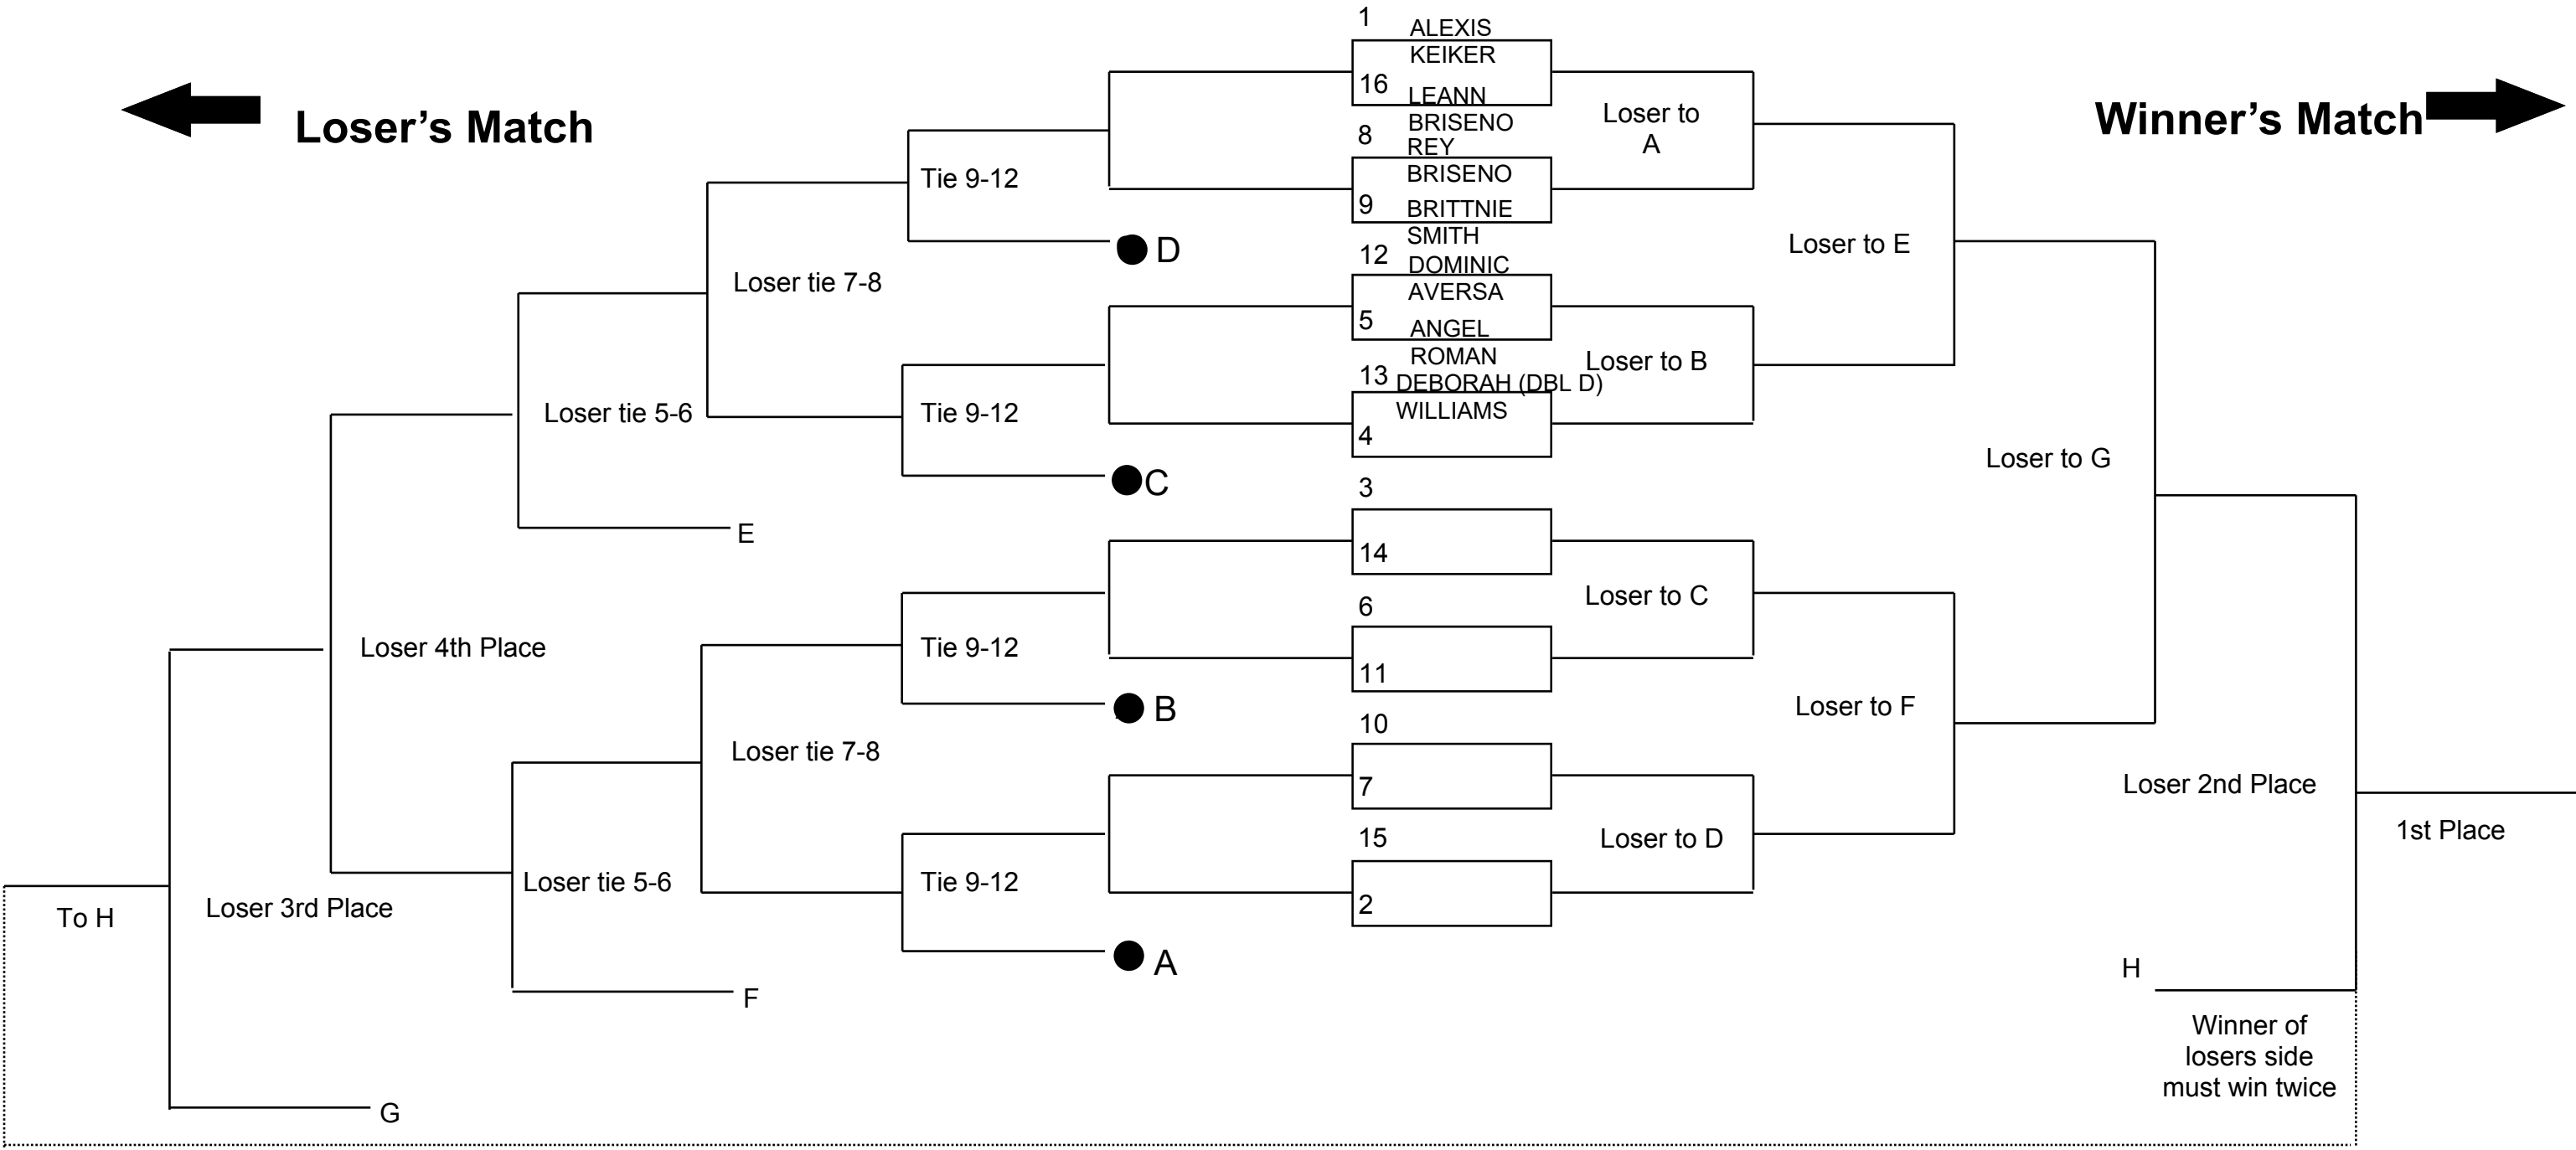 1
ALEXIS
KEIKER
16
LEANN
BRISENO
8
REY
BRISENO
9
BRITTNIE
SMITH
12
DOMINIC
AVERSA
5
ANGEL
ROMAN
13
DEBORAH (DBL D)
WILLIAMS
4
3
14
6
11
10
7
15
2
Loser’s Match
Winner’s Match
Loser to
A
Loser to B
Loser to C
Loser to D
Loser to E
Loser to F
Loser to G
Loser 2nd Place
1st Place
H
Winner of
losers side
must win twice
Tie 9-12
D
Loser tie 7-8
Tie 9-12
C
Loser tie 5-6
E
Loser 4th Place
Tie 9-12
B
Loser tie 7-8
Tie 9-12
A
Loser tie 5-6
F
Loser 3rd Place
To H
G